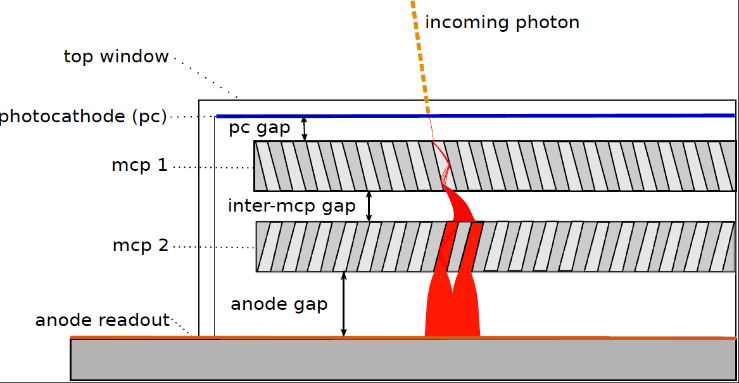 incoming photon
top window
photocathode (pc)
pc gap
mcp 1
inter-mcp gap
mcp 2
anode gap
anode readout